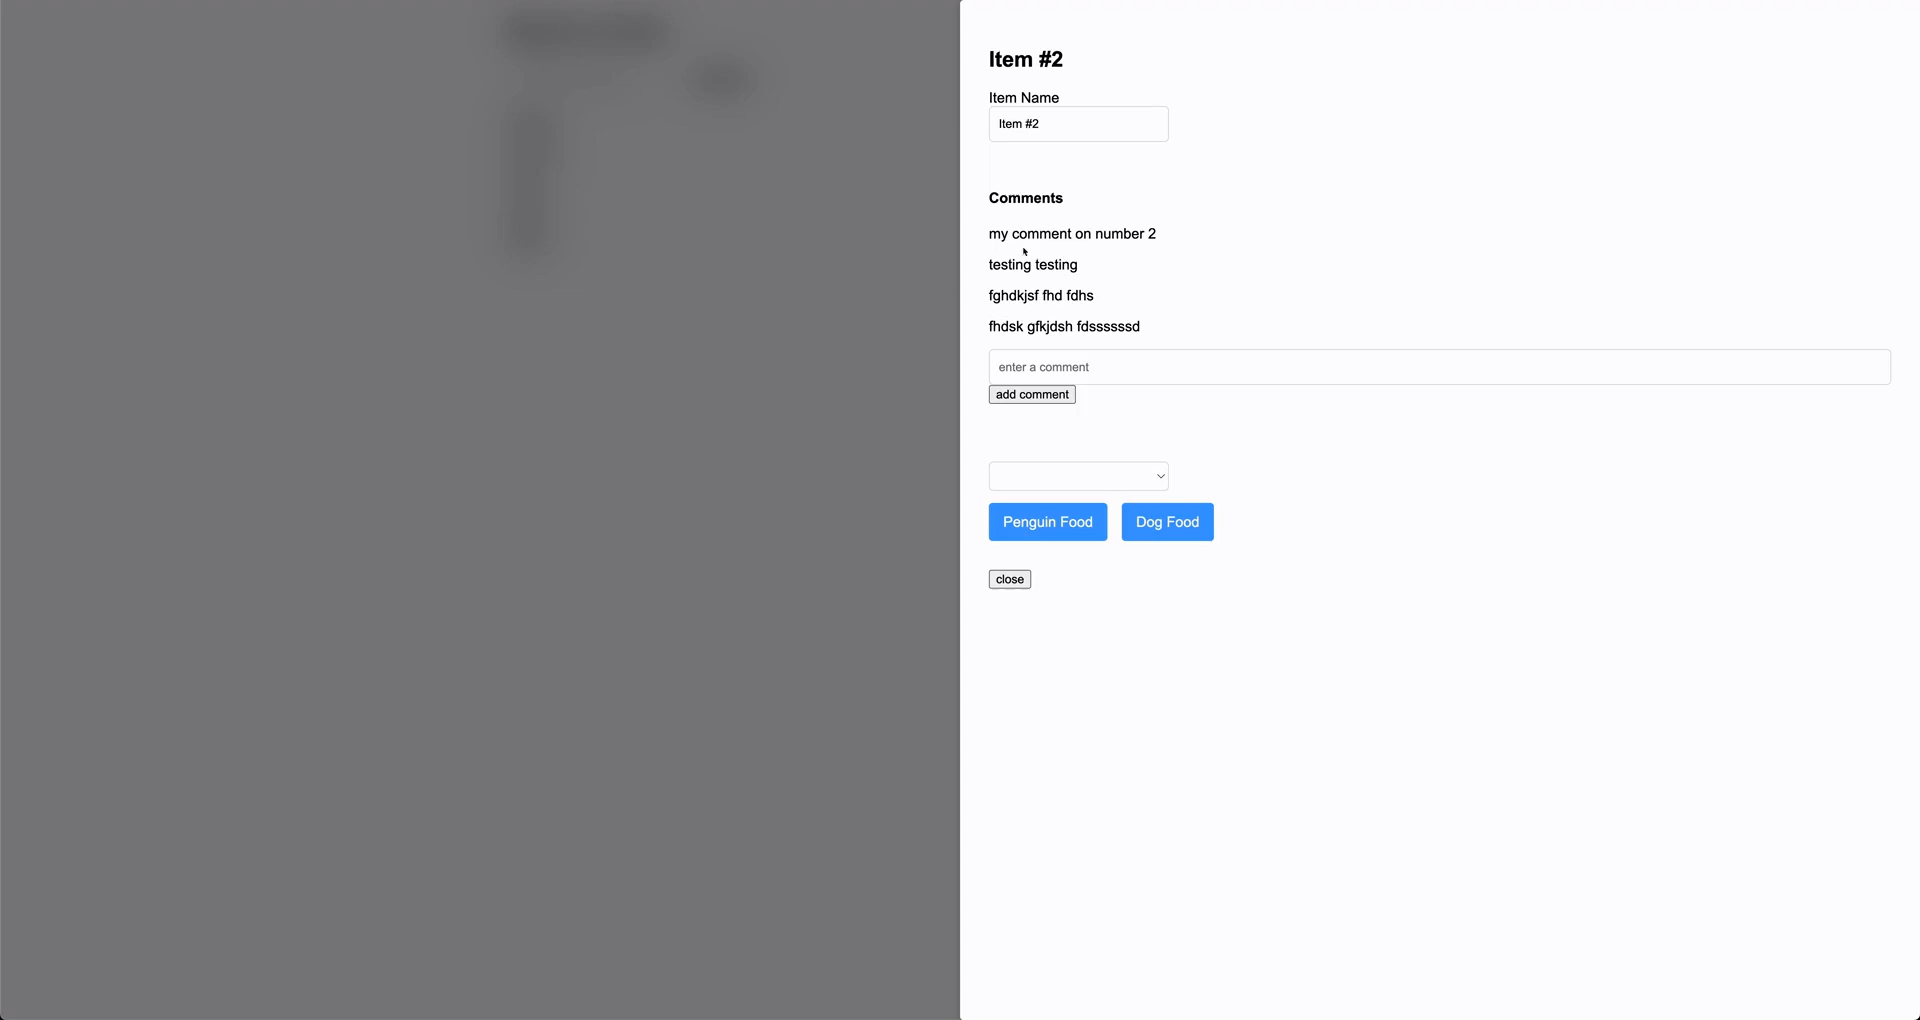 Item #2
Item Name
Item #2
Comments
my comment on number 2
testing testing
fghdkjsf fhd fdhs
fhdsk gfkjdsh fdssssssd
enter a comment
add comment
Penguin Food
Dog Food
close